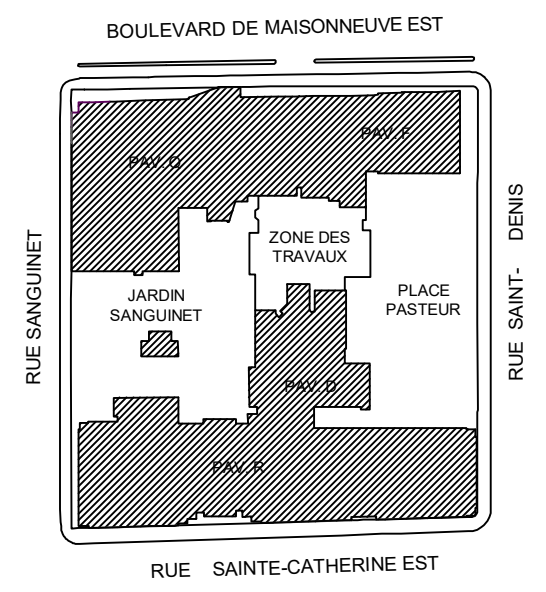 BOULEVARD DE MAISONNEUVE EST
PAV. Q
PAV. F
RUE SANGUINET
ZONE DES
TRAVAUX
JARDIN
SANGUINET
PLACE
PASTEUR
RUE SAINT- DENIS
PAV. D
PAV. R
RUE SAINTE-CATHERINE EST